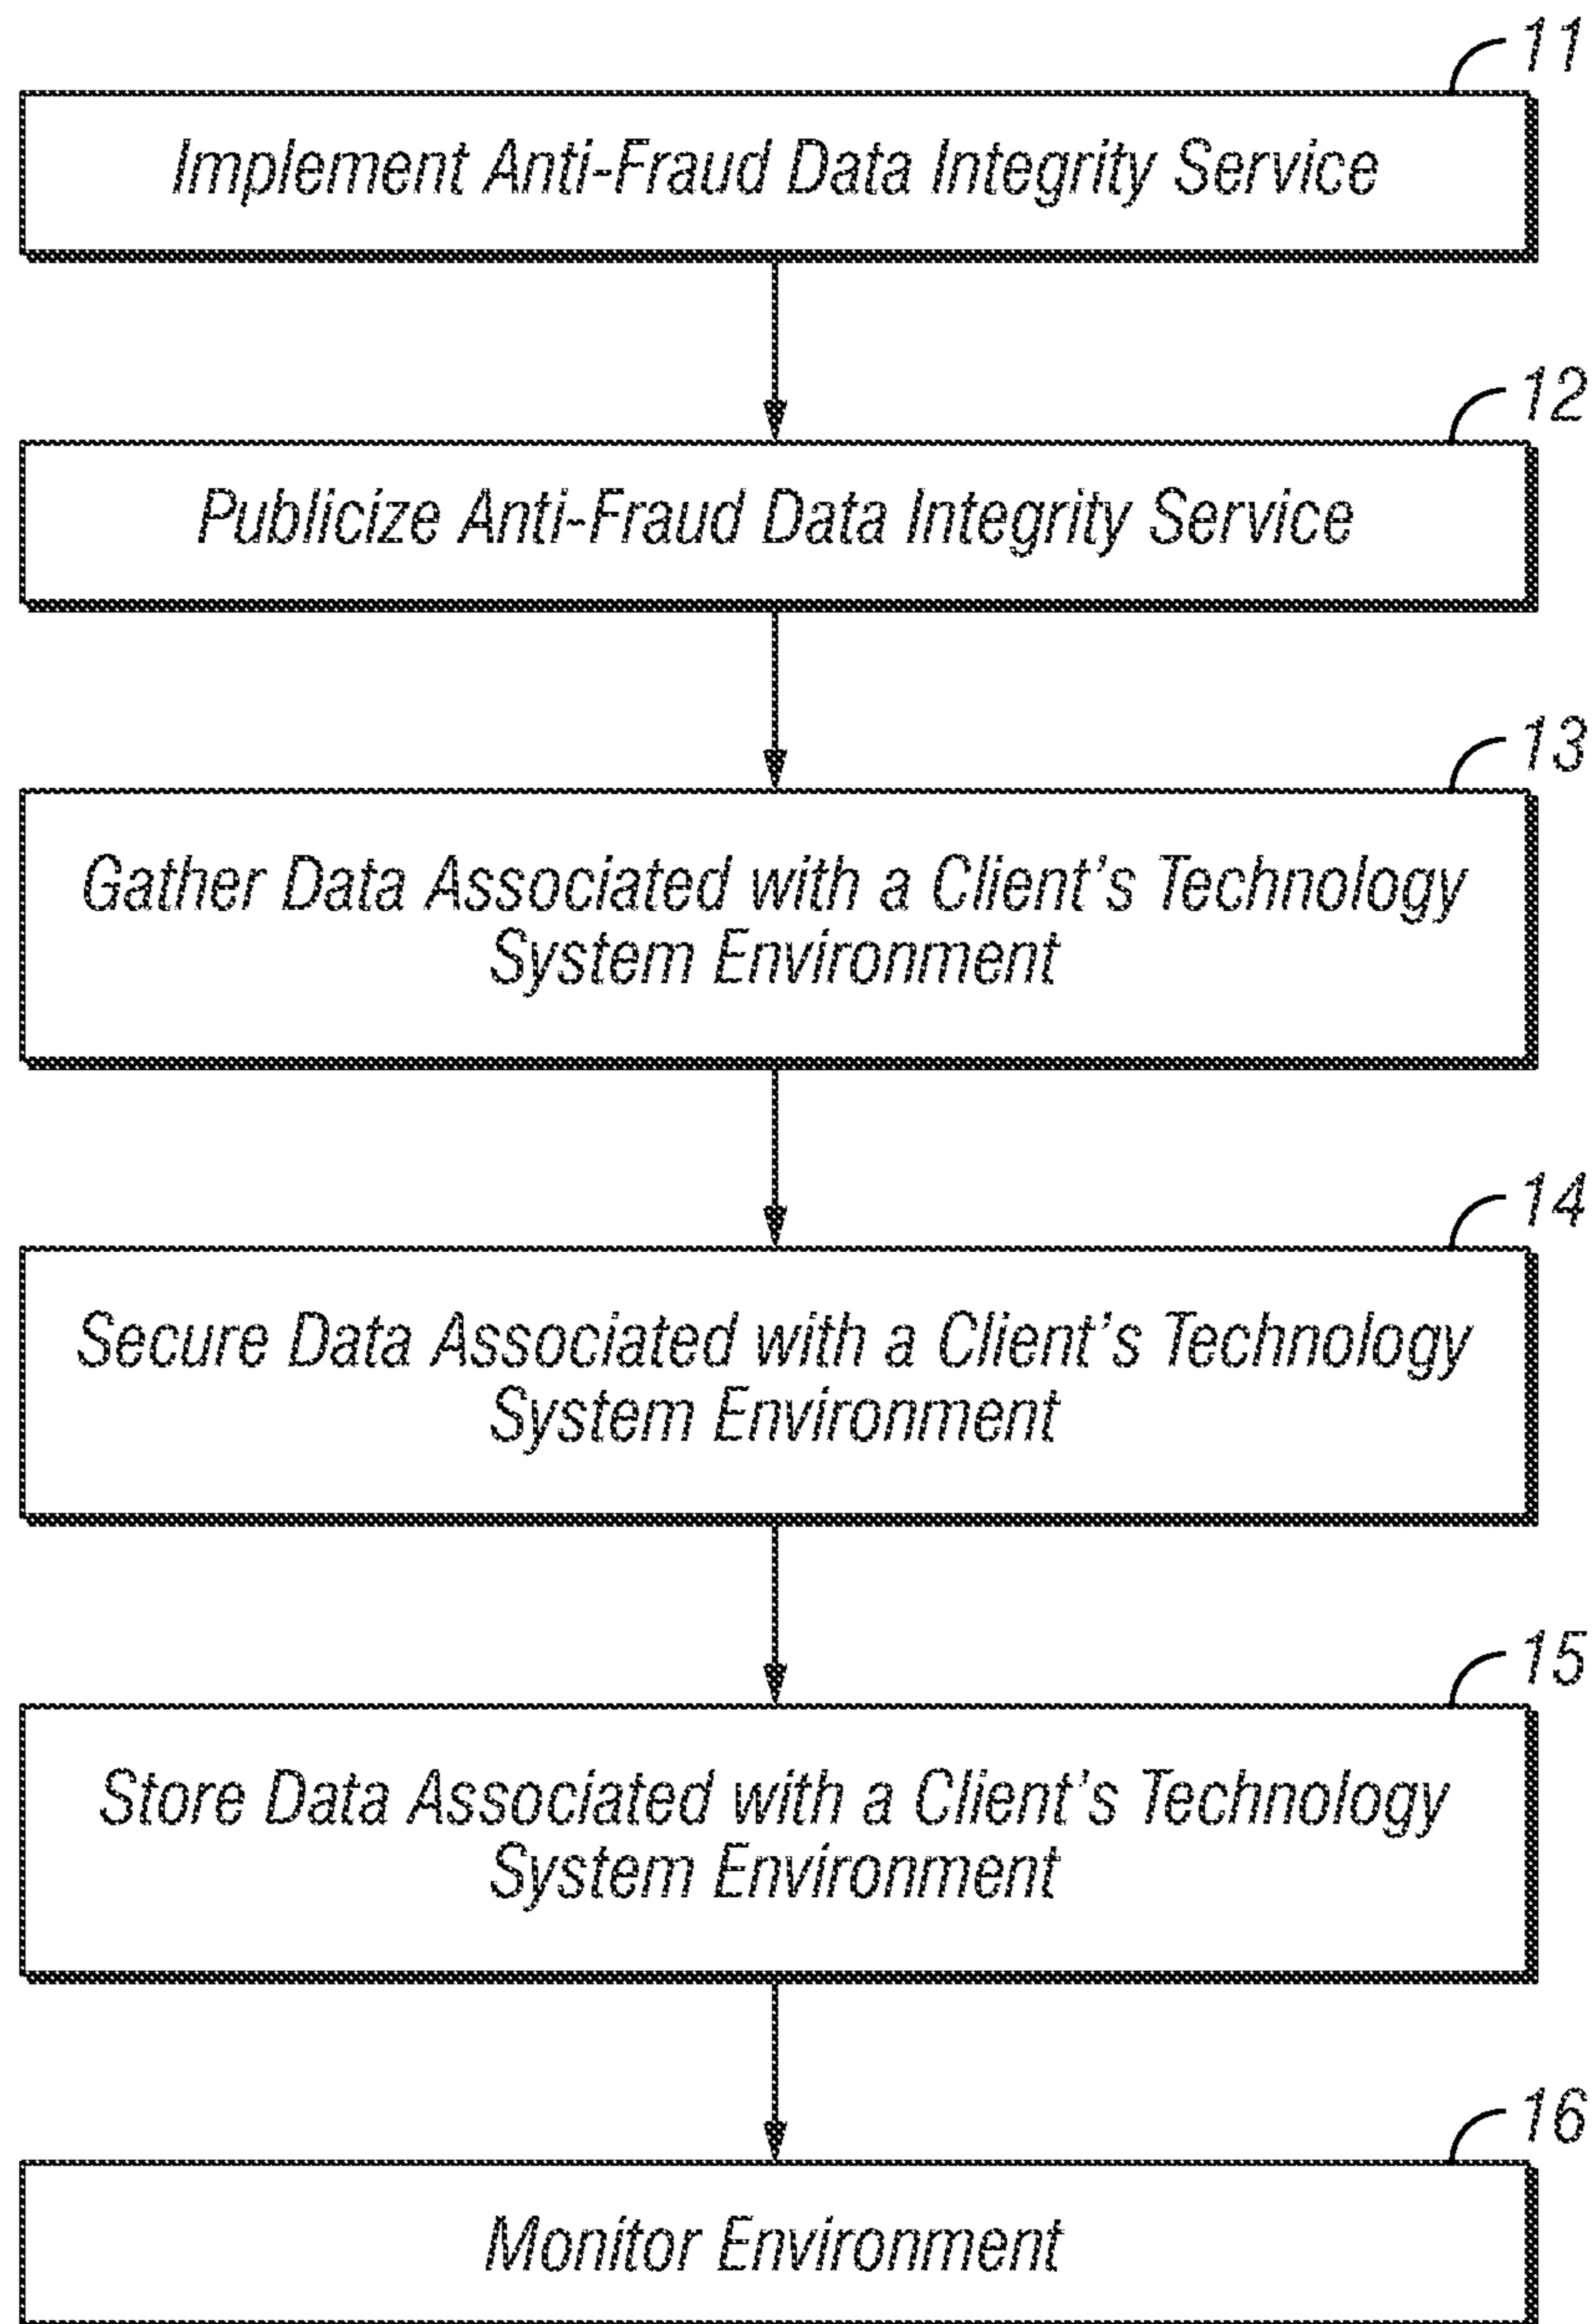 11
Implement Anti-Fraud Data Integrity Service
12
Publicize Anti-Fraud Data Integrity Service
13
Gather Data Associated with a Client's Technology
System Environment
14
Secure Data Associated with a Client's Technology
System Environment
15
Store Data Associated with a Client's Technology
System Environment
16
Monitor Environment